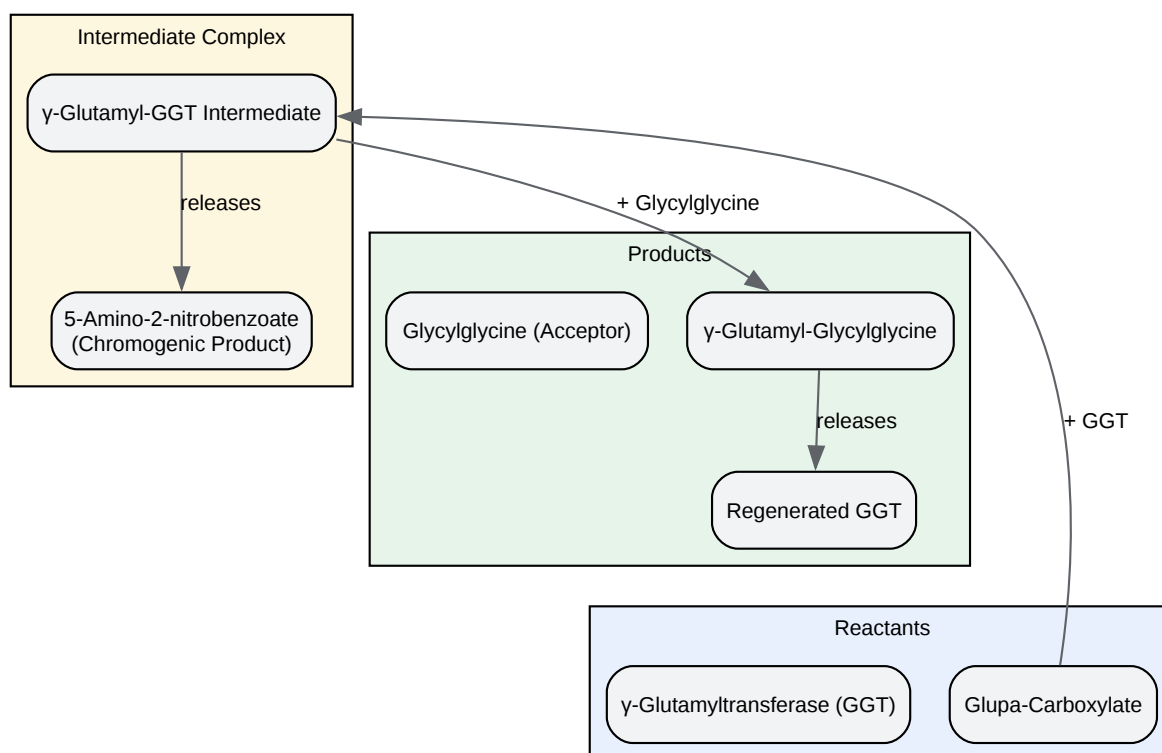 Intermediate Complex
γ-Glutamyl-GGT Intermediate
releases
+ Glycylglycine
Products
5-Amino-2-nitrobenzoate
(Chromogenic Product)
Glycylglycine (Acceptor)
γ-Glutamyl-Glycylglycine
releases
+ GGT
Regenerated GGT
Reactants
γ-Glutamyltransferase (GGT)
Glupa-Carboxylate